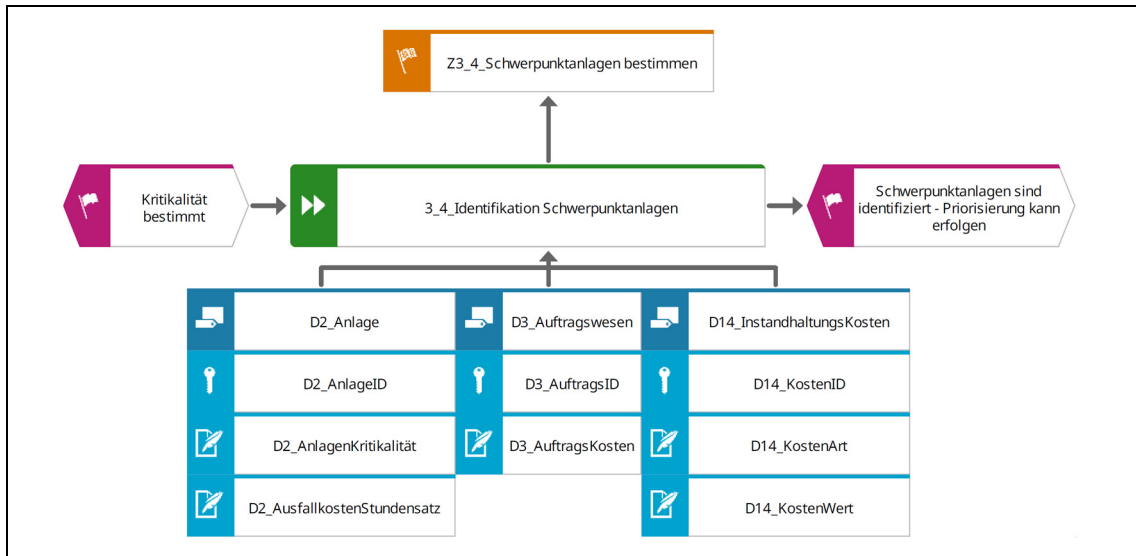 Z3_4_Schwerpunktanlagen bestimmen
Kritikalität
bestimmt
3_4_Identifikation Schwerpunktanlagen
Schwerpunktanlagen sind
identifiziert - Priorisierung kann
erfolgen
D2_Anlage
D3_Auftragswesen
D14_InstandhaltungsKosten
D2_AnlageID
D3_AuftragsID
D14_KostenID
D2_AnlagenKritikalität
D3_AuftragsKosten
D14_KostenArt
D2_AusfallkostenStundensatz
D14_KostenWert